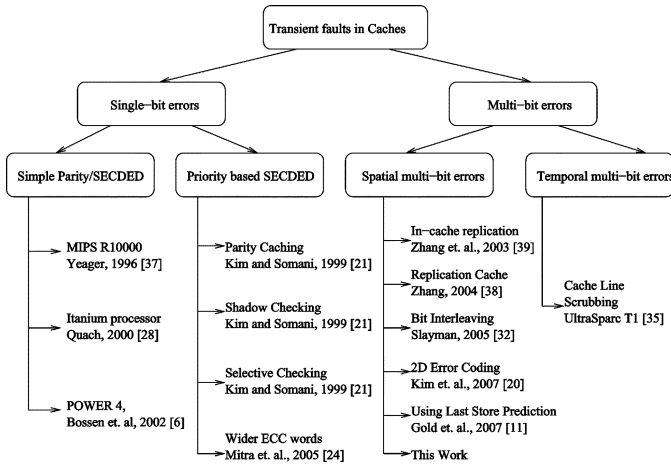 Transient faults in Caches
Single-bit errors
Multi-bit errors
Simple Parity/SECDED
Priority based SECDED
Spatial multi-bit errors
Temporal multi-bit errors
MIPS R10000
Yeager, 1996 [37]
Itanium processor
Quach, 2000 [28]
POWER 4,
Bossen et. al, 2002 [6]
Parity Caching
Kim and Somani, 1999 [21]
Shadow Checking
Kim and Somani, 1999 [21]
Selective Checking
Kim and Somani, 1999 [21]
Wider ECC words
Mitra et al., 2005 [24]
In-cache replication
Zhang et. al., 2003 [39]
Replication Cache
Zhang, 2004 [38]
Bit Interleaving
Slayman, 2005 [32]
2D Error Coding
Kim et. al., 2007 [20]
Using Last Store Prediction
Gold et. al., 2007 [11]
This Work
Cache Line
Scrubbing
UltraSparc T1 [35]